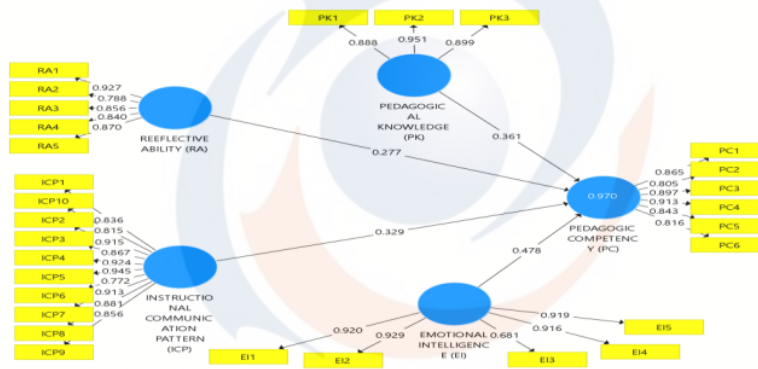 PK1
PK2
PK3
0.888
0.951
0.899
PEDAGOGIC
AL
KNOWLEDGE
(PK)
RA1
RA2
RA3
RA4
RA5
0.927
0.788
0.856
0.840
0.870
REEFLECTIVE
ABILITY (RA)
0.277
0.361
ICP1
ICP10
ICP2
ICP3
ICP4
ICP5
ICP6
ICP7
ICP8
ICP9
0.836
0.815
0.915
0.867
0.924
0.945
0.772
0.913
0.881
0.856
INSTRUCTIO
NAL
COMMUNIC
ATION
PATTERN
(ICP)
0.329
0.970
PEDAGOGIC
COMPETENC
Y (PC)
0.865
0.805
0.897
0.913
0.843
0.816
PC1
PC2
PC3
PC4
PC5
PC6
0.478
EMOTIONAL
INTELLIGENC
E (EI)
0.920
0.929
0.681
0.916
0.919
EI1
EI2
EI3
EI4
EI5